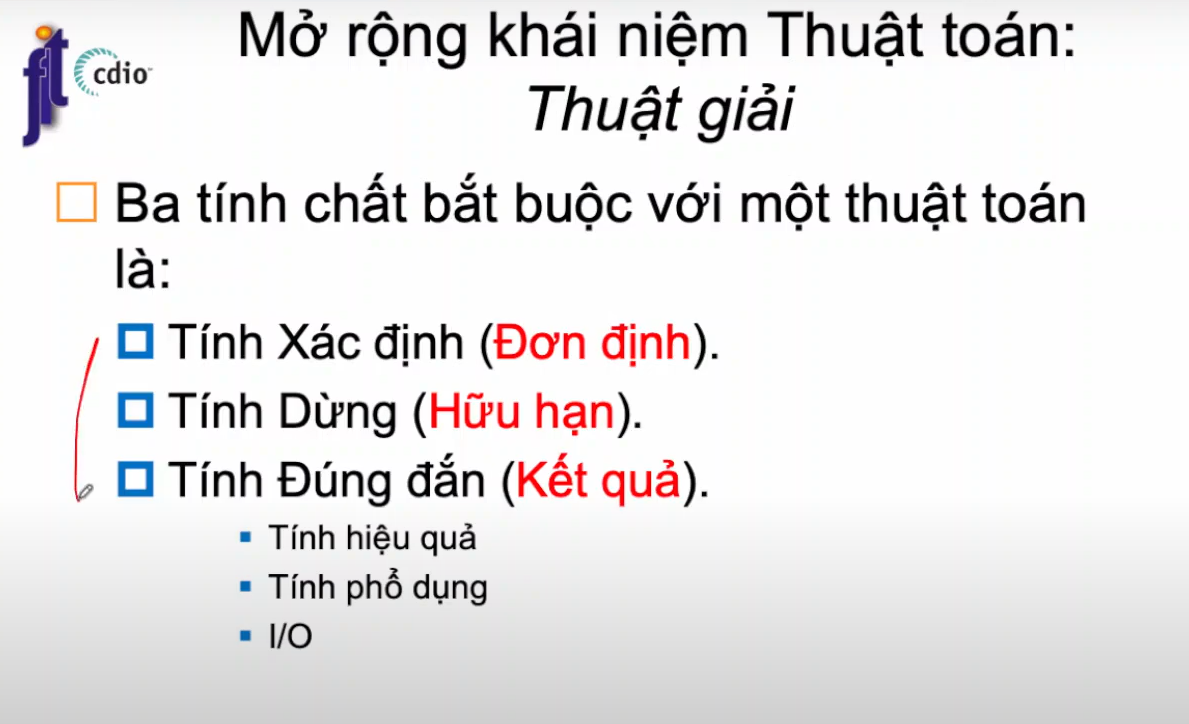 fit
cdio
Mở rộng khái niệm Thuật toán:
Thuật giải
Ba tính chất bắt buộc với một thuật toán
là:
Tính Xác định (Đơn định).
Tính Dừng (Hữu hạn).
Tính Đúng đắn (Kết quả).
Tính hiệu quả
Tính phổ dụng
I/O